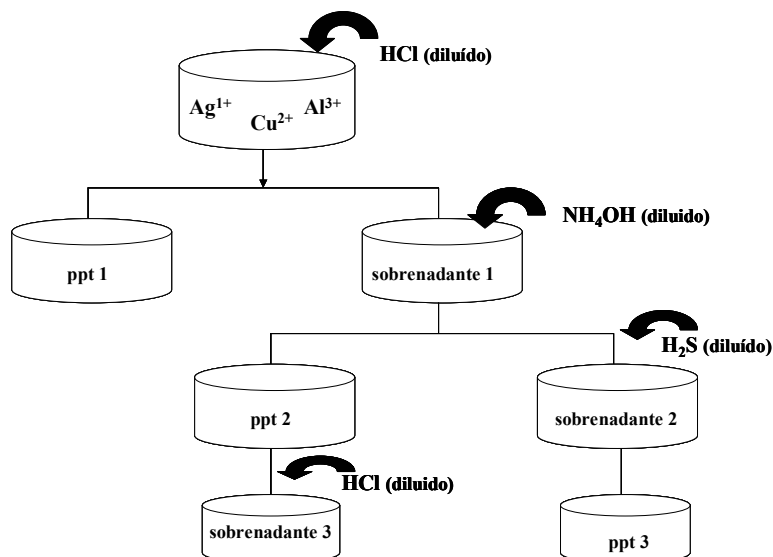 HCl (diluído)
Ag¹⁺ Cu²⁺ Al³⁺
NH₄OH (diluido)
ppt 1
sobrenadante 1
H₂S (diluído)
ppt 2
sobrenadante 2
HCl (diluido)
sobrenadante 3
ppt 3